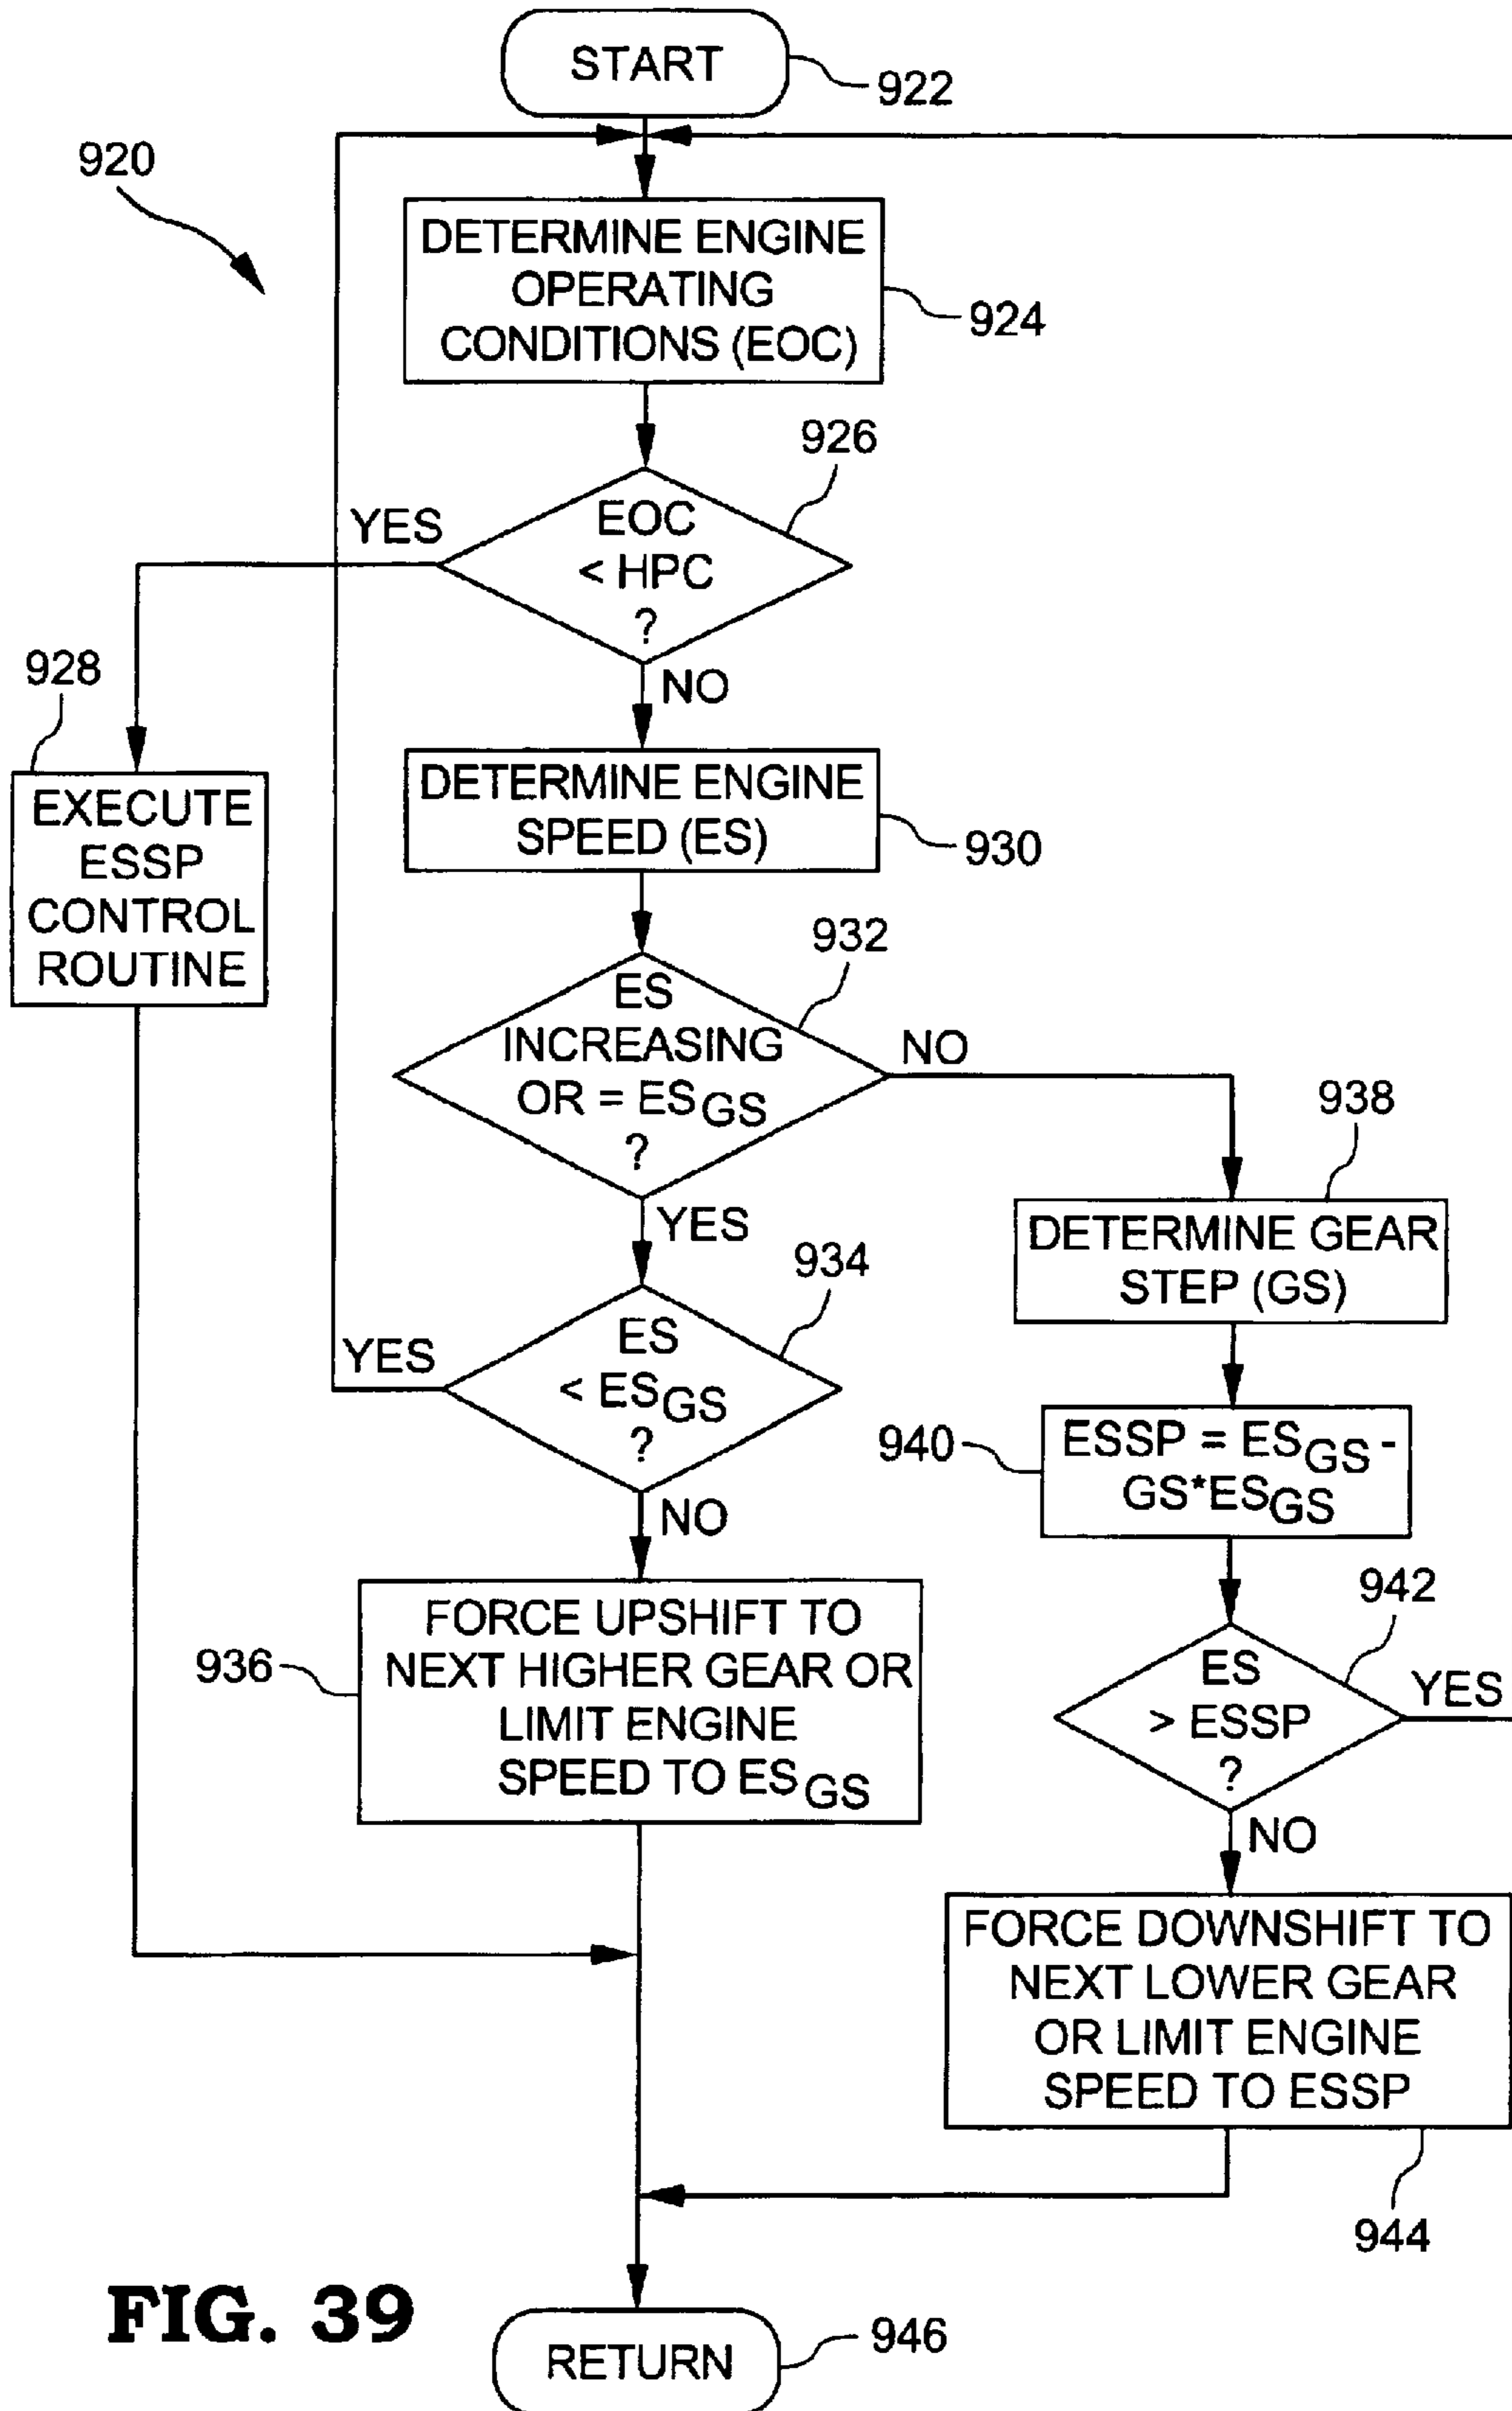 START
922
920
DETERMINE ENGINE
OPERATING
CONDITIONS (EOC)
924
926
EOC
< HPC
?
YES
NO
928
EXECUTE
ESSP
CONTROL
ROUTINE
DETERMINE ENGINE
SPEED (ES)
930
932
ES
INCREASING
OR = ESGS
?
NO
YES
938
DETERMINE GEAR
STEP (GS)
934
ES
< ESGS
?
YES
NO
940
ESSP = ESGS -
GS*ESGS
936
FORCE UPSHIFT TO
NEXT HIGHER GEAR OR
LIMIT ENGINE
SPEED TO ESGS
942
ES
> ESSP
?
YES
NO
FORCE DOWNSHIFT TO
NEXT LOWER GEAR
OR LIMIT ENGINE
SPEED TO ESSP
944
FIG. 39
RETURN
946